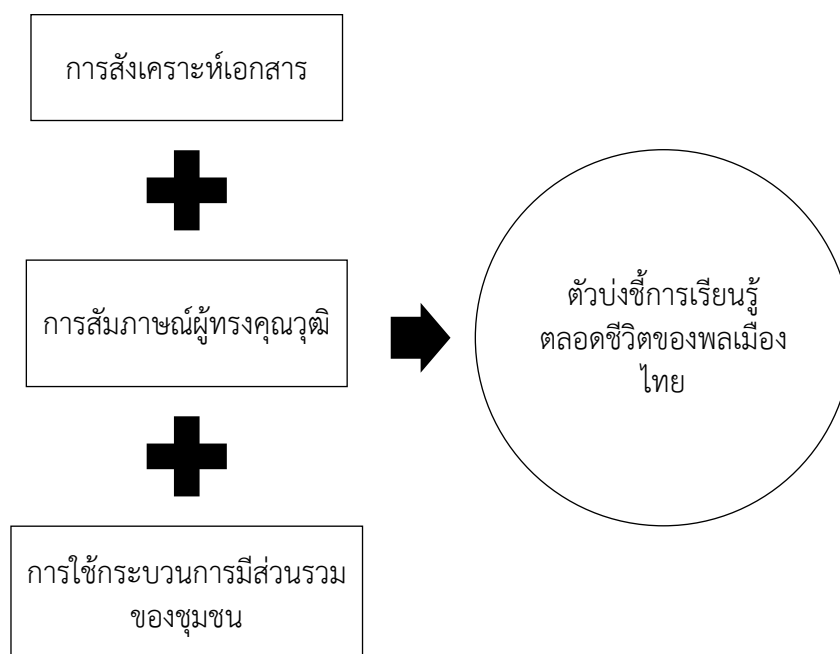 การสังเคราะห์เอกสาร
การสัมภาษณ์ผู้ทรงคุณวุฒิ
การใช้กระบวนการมีส่วนรวม
ของชุมชน
ตัวบ่งชี้การเรียนรู้
ตลอดชีวิตของพลเมือง
ไทย